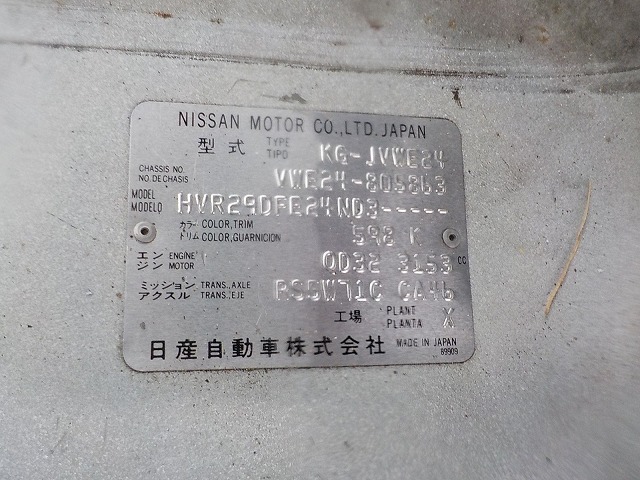 NISSAN MOTOR CO.,LTD. JAPAN
型式 TYPE TIPO KG-JVWE24
CHASSIS NO. NO. DE CHASIS VWE24-805863
MODEL MODELO HVR29DFE24ND3-----
カラートリム COLOR,TRIM COLOR,GUARNICION 598 K
エンジン ENGINE MOTOR QD32 3153 CC
ミッションアクスル TRANS.,AXLE TRANS.,EJE RS5W71C CA46
工場 PLANT PLANTA X
日産自動車株式会社 MADE IN JAPAN
89909